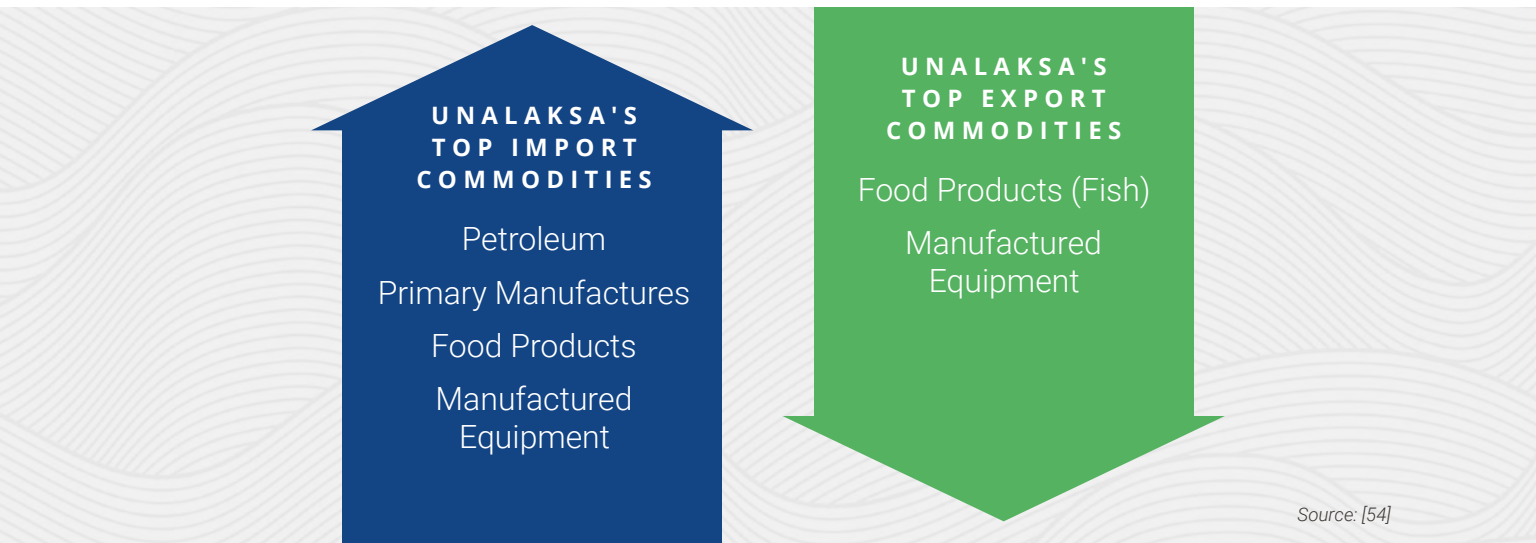 UNALAKSA'S
TOP IMPORT
COMMODITIES
Petroleum
Primary Manufactures
Food Products
Manufactured
Equipment
UNALAKSA'S
TOP EXPORT
COMMODITIES
Food Products (Fish)
Manufactured
Equipment
Source: [54]